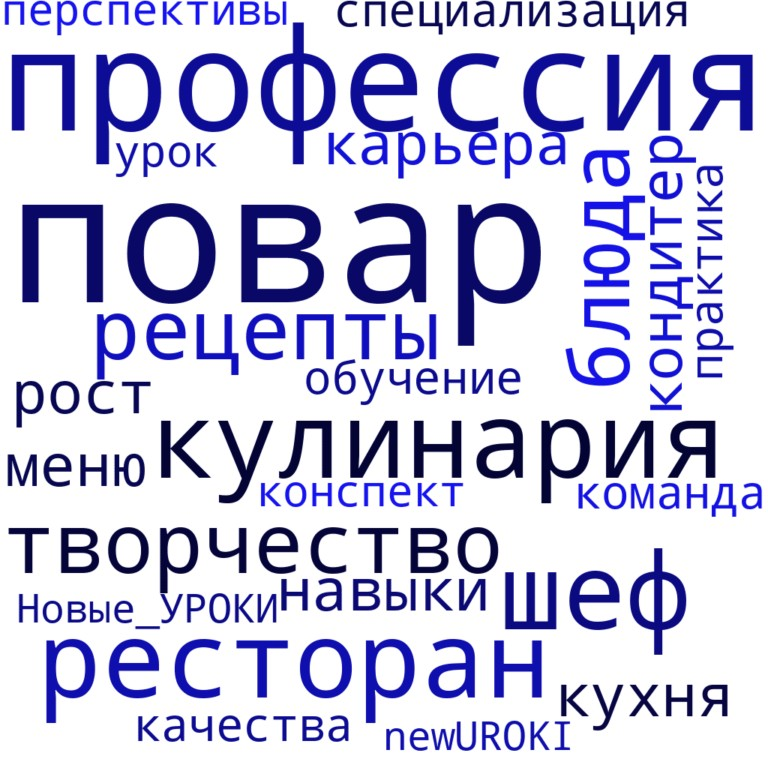 перспективы
специализация
профессия
урок
карьера
повар
блюда
кондитер
практика
рецепты
обучение
рост
кулинария
меню
конспект
команда
творчество
Новые_УРОКИ
навыки
шеф
ресторан
кухня
качества
newUROKI